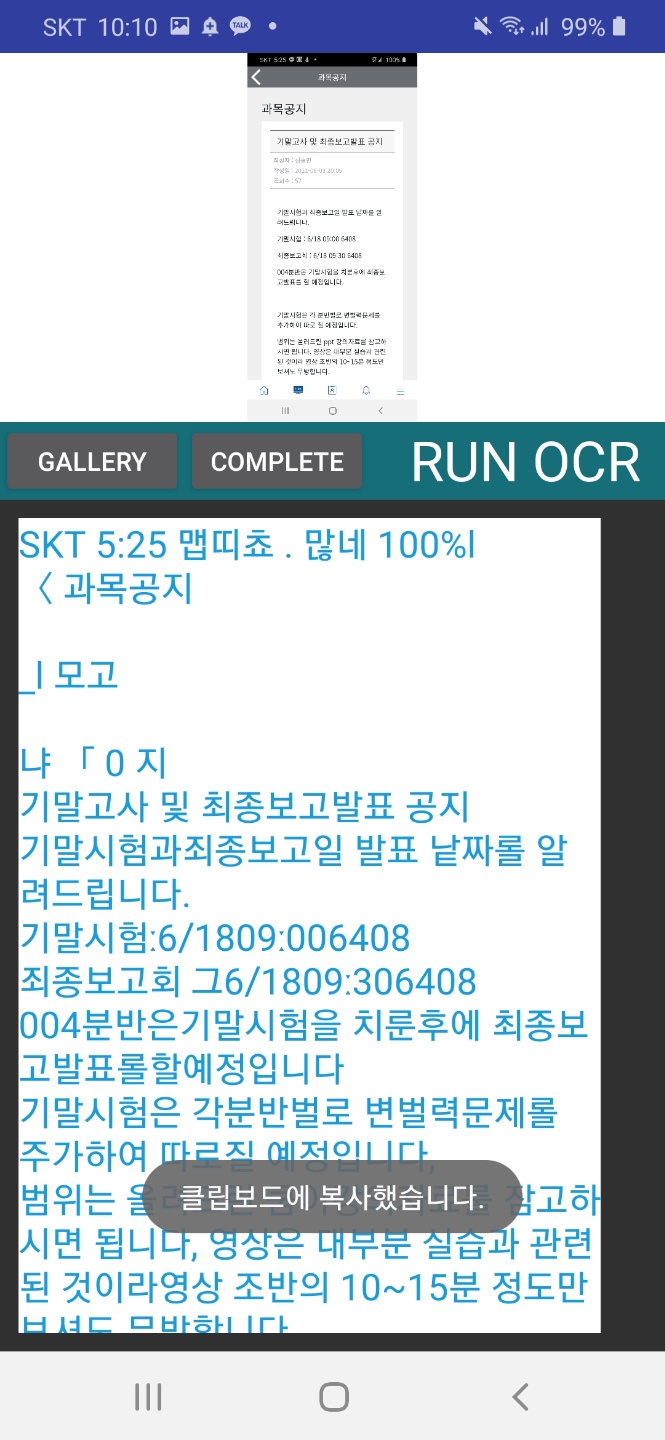 SKT 10:10 TALK 99%
SKT 5:25 100%
과목공지
과목공지
기말고사 및 최종보고발표 공지
작성자 :
작성일 : 2021-06-03
조회수 : 57
기말시험과 최종보고일 발표 날짜를 알
려드립니다.
기말시험 : 6/18 09:00 6408
최종보고회 : 6/18 09:30 6408
004분반은 기말시험을 치룬후에 최종보
고발표를 할 예정입니다.
기말시험은 각 분반별로 변별력문제를
추가하여 따로 질 예정입니다.
범위는 올려드린 ppt 강의자료를 참고하
시면 됩니다. 영상은 대부분 실습과 관련
된 것이라 영상 초반의 10~15분 정도만
보셔도 무방합니다.
GALLERY COMPLETE RUN OCR
SKT 5:25 맵띠쵸 . 많네 100%l
〈 과목공지
_l 모고
냐 「 0 지
기말고사 및 최종보고발표 공지
기말시험과죄종보고일 발표 낱짜롤 알
려드립니다.
기말시험:6/1809:006408
죄종보고회 그6/1809:306408
004분반은기말시험을 치룬후에 최종보
고발표롤할예정입니다
기말시험은 각분반벌로 변벌력문제롤
주가하여 따로질 예정입니다,
범위는 잠고하
클립보드에 복사했습니다.
시면 됩니다, 영상은 대부분 실습과 관련
된 것이라영상 조반의 10~15분 정도만
보셔도 무방합니다